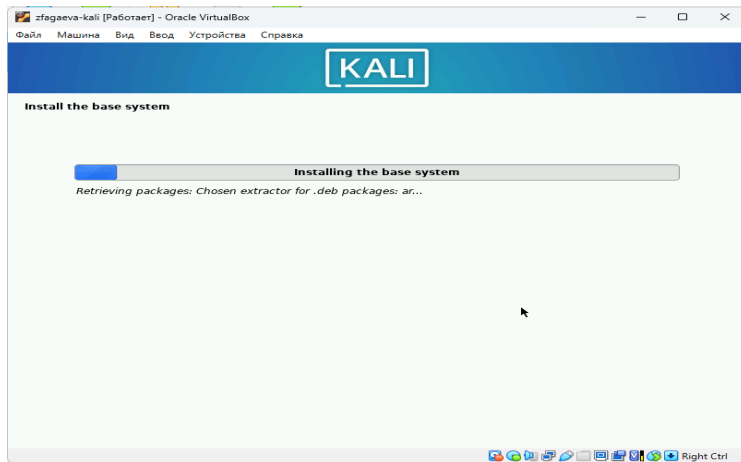 zfagaeva-kali [Работает] - Oracle VirtualBox
Файл Машина Вид Ввод Устройства Справка
KALI
Install the base system
Installing the base system
Retrieving packages: Chosen extractor for .deb packages: ar...
Right Ctrl